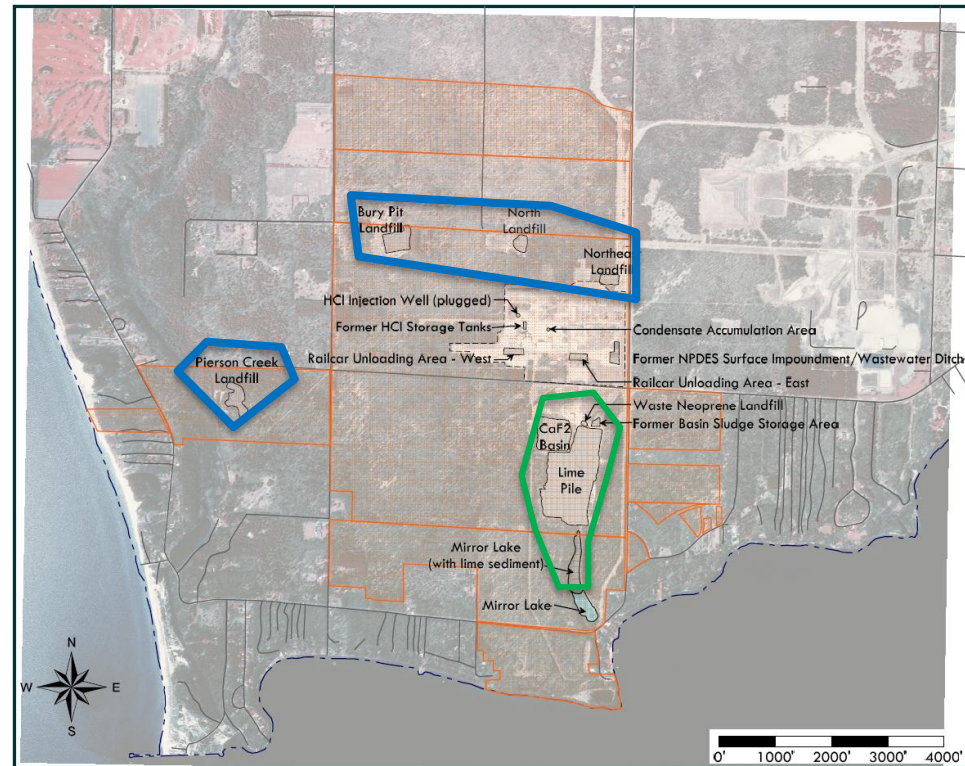 Bury Pit
Landfill
North
Landfill
Northea
Landfil
HCl Injection Well (plugged)
Former HCl Storage Tanks
Condensate Accumulation Area
Railcar Unloading Area - West
Former NPDES Surface Impoundment/Wastewater Ditch
Railcar Unloading Area - East
Pierson Creek
Landfill
Waste Neoprene Landfill
Former Basin Sludge Storage Area
CaF2
Basin
Lime
Pile
Mirror Lake
(with lime sediment)
Mirror Lake
N
W
E
S
0' 1000' 2000' 3000' 4000'